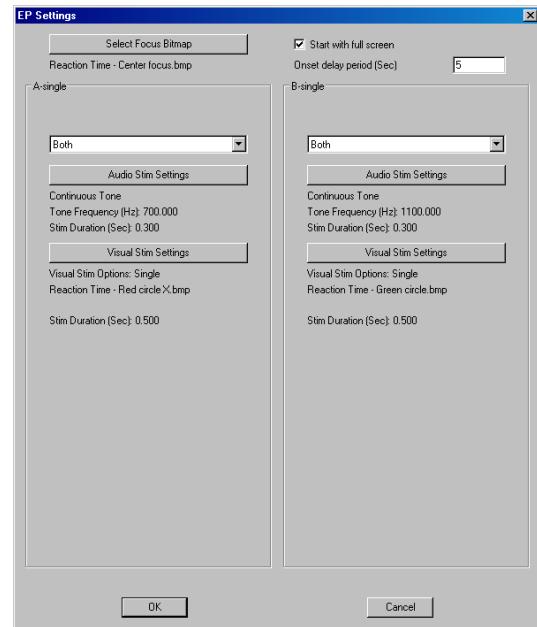 EP Settings
Select Focus Bitmap
Start with full screen
Reaction Time - Center focus.bmp
Onset delay period (Sec)
5
A-single
Both
Audio Stim Settings
Continuous Tone
Tone Frequency (Hz): 700.000
Stim Duration (Sec): 0.300
Visual Stim Settings
Visual Stim Options: Single
Reaction Time - Red circle X.bmp
Stim Duration (Sec): 0.500
B-single
Both
Audio Stim Settings
Continuous Tone
Tone Frequency (Hz): 1100.000
Stim Duration (Sec): 0.300
Visual Stim Settings
Visual Stim Options: Single
Reaction Time - Green circle.bmp
Stim Duration (Sec): 0.500
OK
Cancel